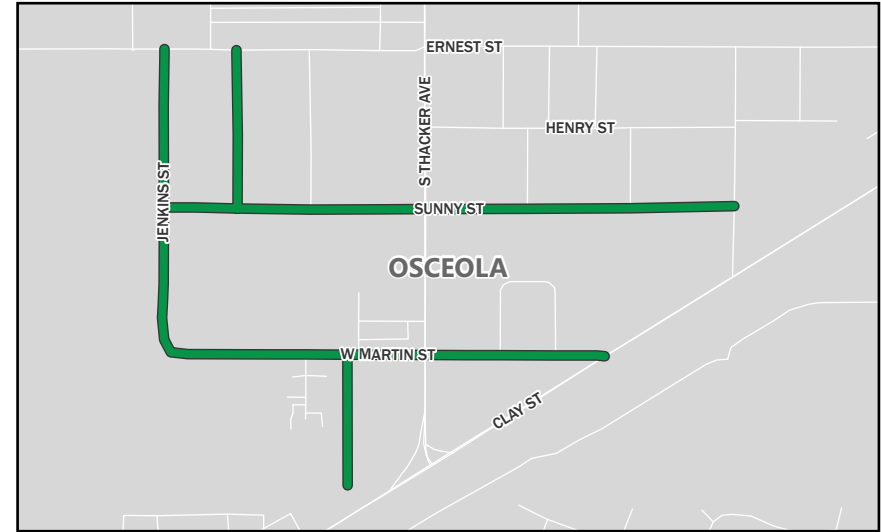 ERNEST ST
S THACKER AVE
HENRY ST
JENKINS ST
SUNNY ST
OSCEOLA
W MARTIN ST
CLAY ST